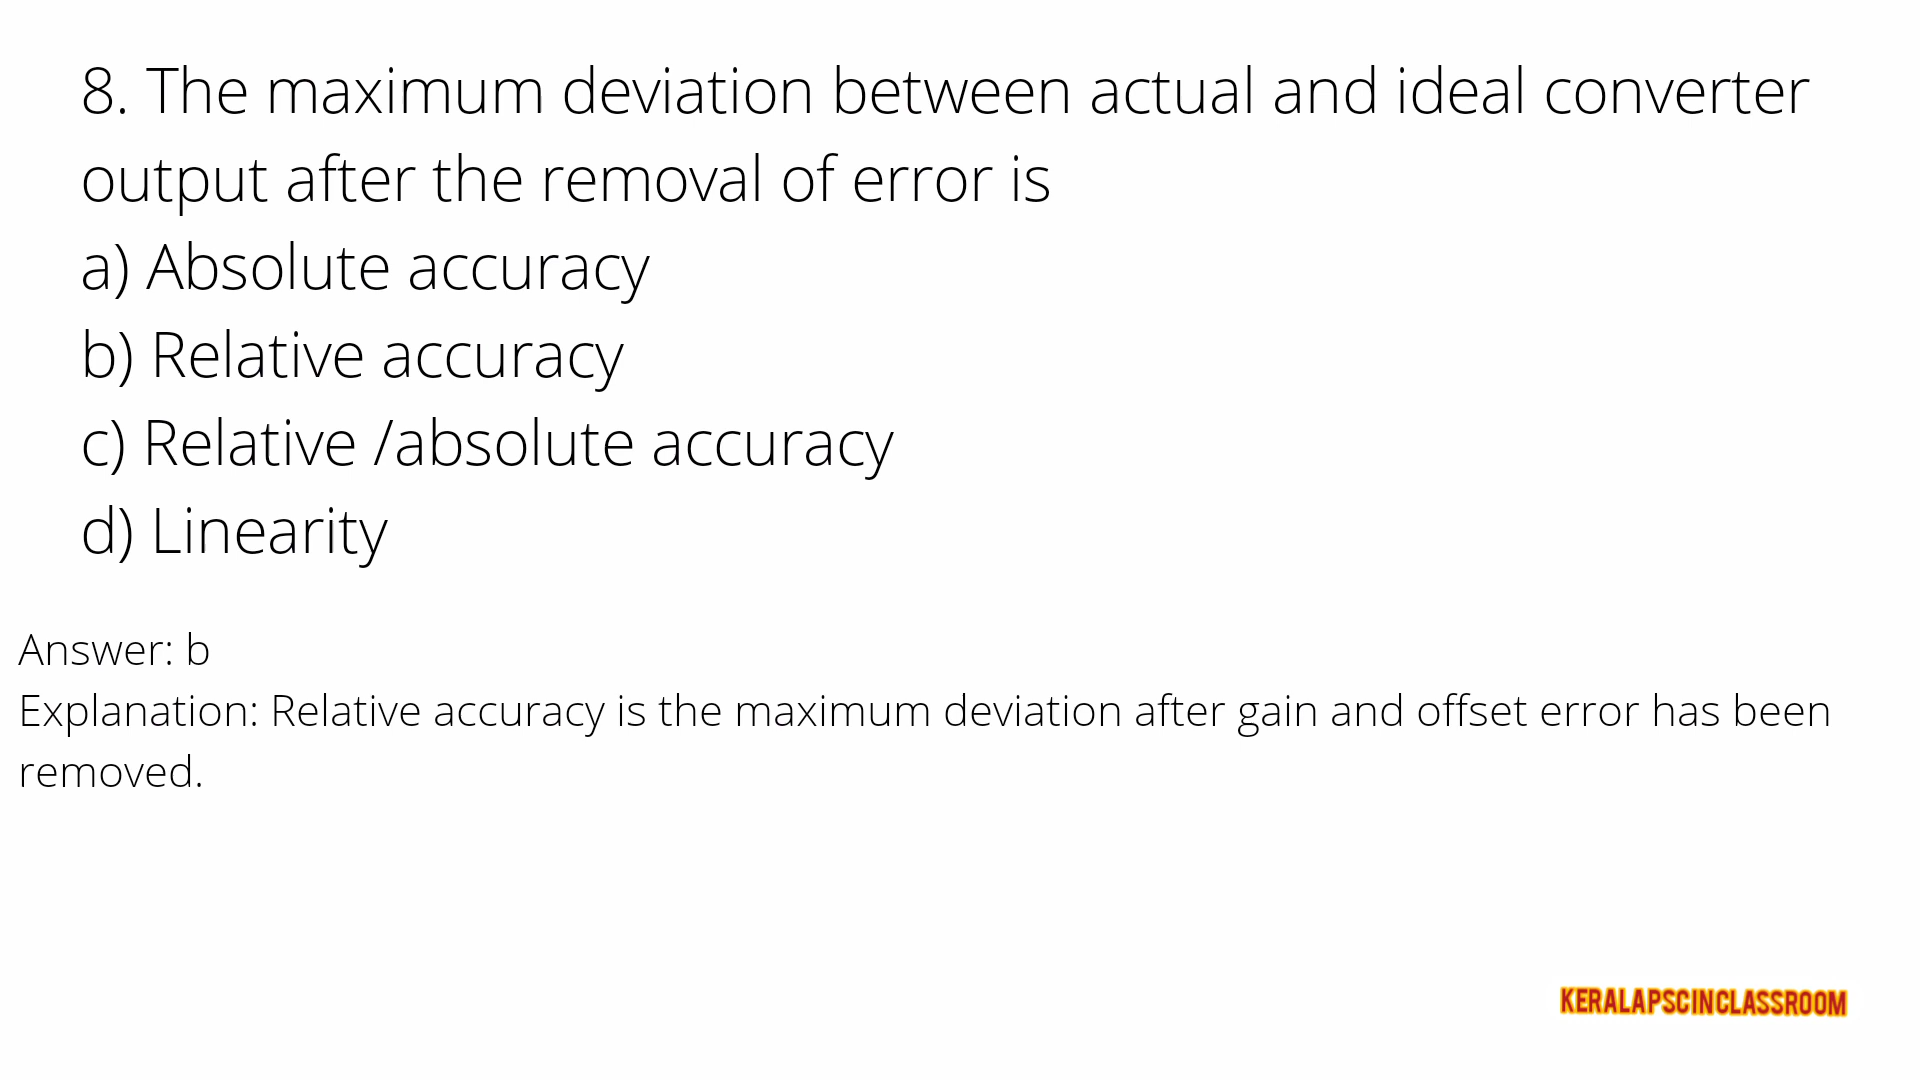 8. The maximum deviation between actual and ideal converter
output after the removal of error is
a) Absolute accuracy
b) Relative accuracy
c) Relative /absolute accuracy
d) Linearity
Answer: b
Explanation: Relative accuracy is the maximum deviation after gain and offset error has been
removed.
KERALAPSCINCLASSROOM